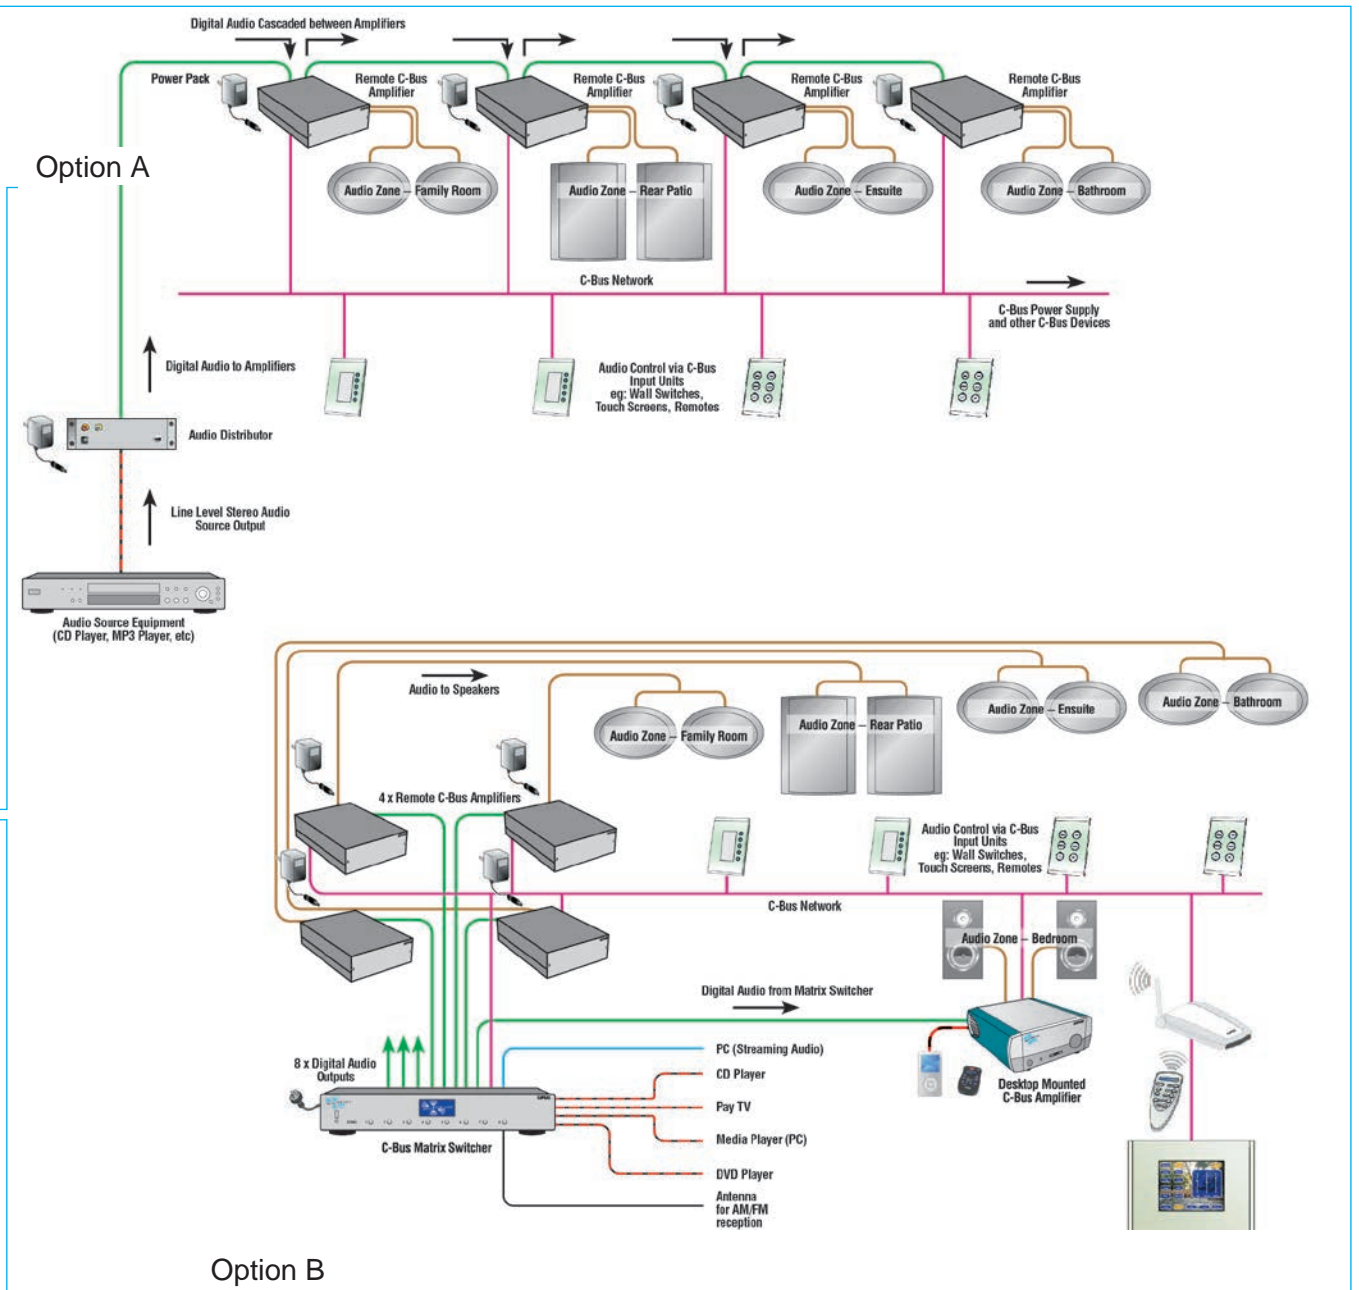 Digital Audio Cascaded between Amplifiers
Power Pack
Remote C-Bus
Amplifier
Remote C-Bus
Amplifier
Remote C-Bus
Amplifier
Remote C-Bus
Amplifier
Option A
Audio Zone – Family Room
Audio Zone – Rear Patio
Audio Zone – Ensuite
Audio Zone – Bathroom
C-Bus Network
C-Bus Power Supply
and other C-Bus Devices
Digital Audio to Amplifiers
Audio Control via C-Bus
Input Units
eg: Wall Switches,
Touch Screens, Remotes
Audio Distributor
Line Level Stereo Audio
Source Output
Audio Source Equipment
(CD Player, MP3 Player, etc)
Audio to Speakers
Audio Zone – Family Room
Audio Zone – Rear Patio
Audio Zone – Ensuite
Audio Zone – Bathroom
4 x Remote C-Bus Amplifiers
Audio Control via C-Bus
Input Units
eg: Wall Switches,
Touch Screens, Remotes
C-Bus Network
Audio Zone – Bedroom
Digital Audio from Matrix Switcher
8 x Digital Audio
Outputs
PC (Streaming Audio)
CD Player
Pay TV
Media Player (PC)
DVD Player
Antenna
for AM/FM
reception
C-Bus Matrix Switcher
Desktop Mounted
C-Bus Amplifier
Option B